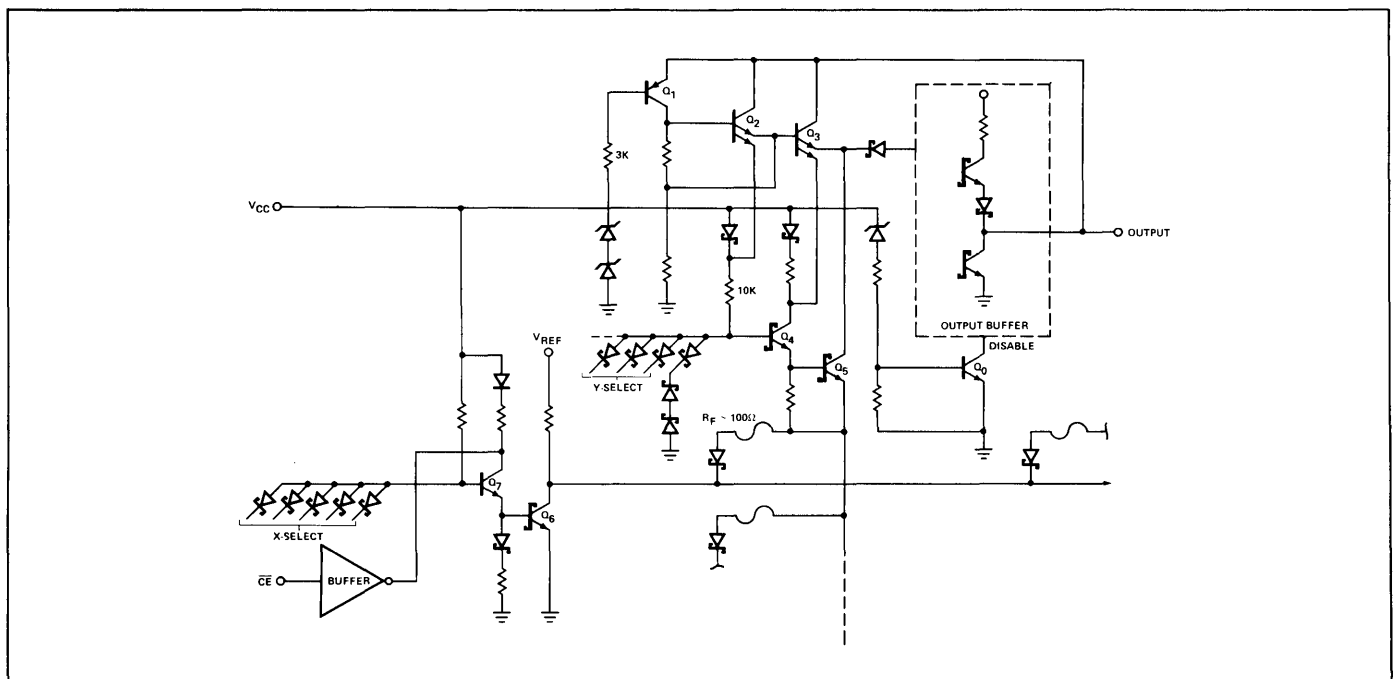 Q1
Q2
Q3
3K
VCC
OUTPUT
10K
OUTPUT BUFFER
DISABLE
VREF
Q4
Y-SELECT
Q5
Q0
RF ~ 100Ω
Q7
Q6
X-SELECT
CE
BUFFER